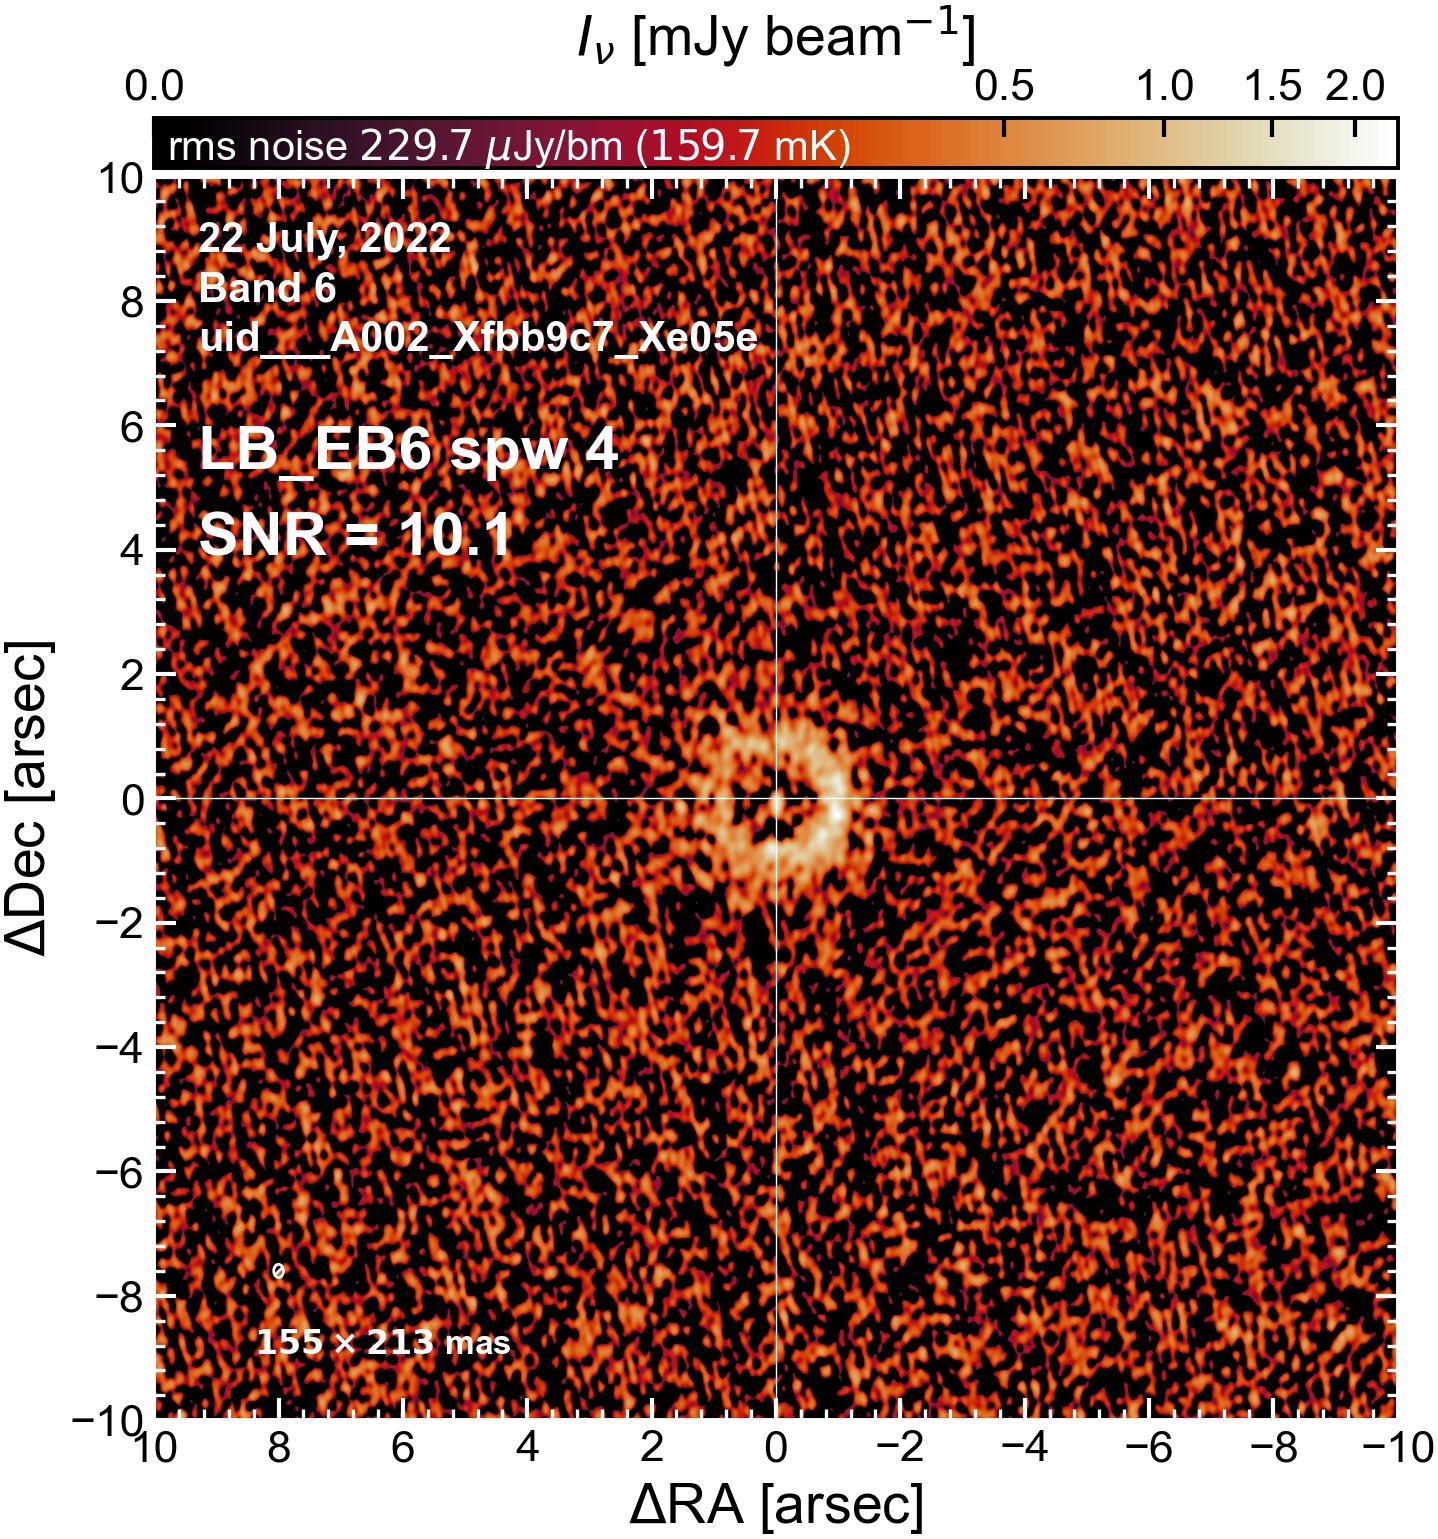 I_ν [mJy beam⁻¹]
0.0 0.5 1.0 1.5 2.0
rms noise 229.7 μJy/bm (159.7 mK)
22 July, 2022
Band 6
uid___A002_Xfbb9c7_Xe05e
LB_EB6 spw 4
SNR = 10.1
155 × 213 mas
10
8
6
4
2
0
−2
−4
−6
−8
−10
ΔDec [arsec]
10 8 6 4 2 0 −2 −4 −6 −8 −10
ΔRA [arsec]